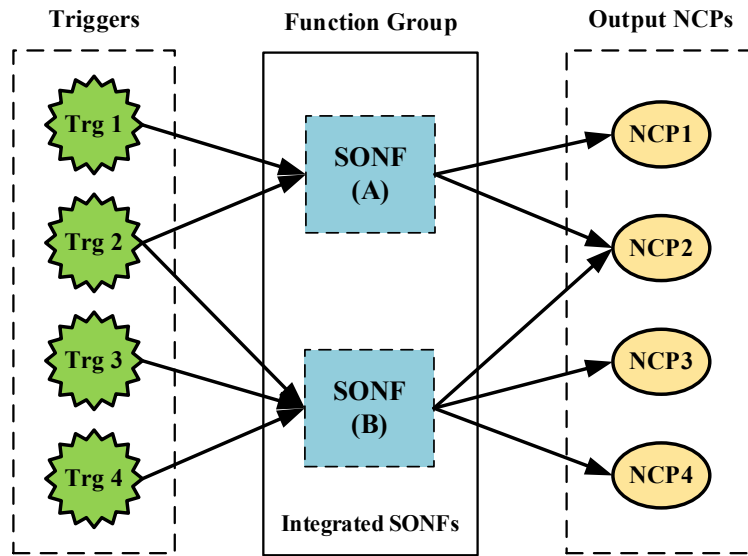 Triggers
Function Group
Output NCPs
Trg 1
Trg 2
Trg 3
Trg 4
SONF
(A)
SONF
(B)
Integrated SONFs
NCP1
NCP2
NCP3
NCP4